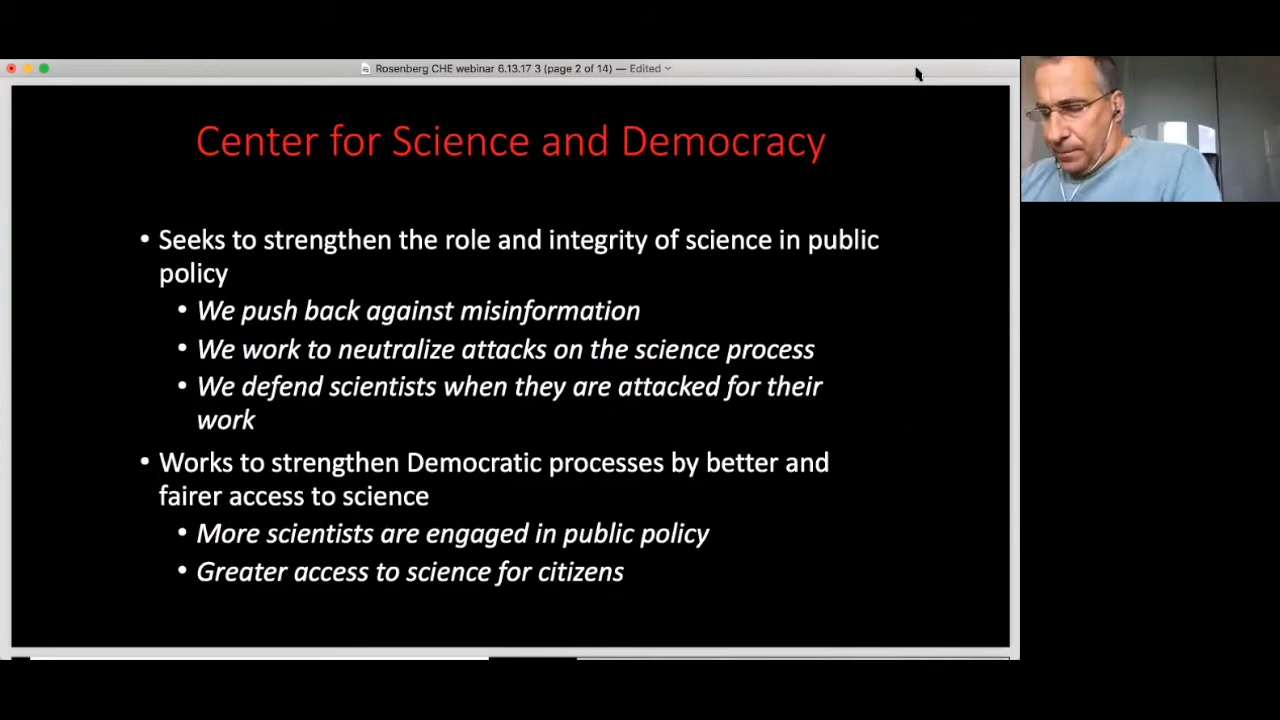 Rosenberg CHE webinar 6.13.17 3 (page 2 of 14) — Edited
Center for Science and Democracy
• Seeks to strengthen the role and integrity of science in public
policy
• We push back against misinformation
• We work to neutralize attacks on the science process
• We defend scientists when they are attacked for their
work
• Works to strengthen Democratic processes by better and
fairer access to science
• More scientists are engaged in public policy
• Greater access to science for citizens